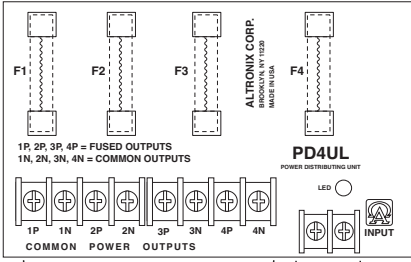 F1 F2 F3 F4
ALTRONIX CORP.
BROOKLYN, NY 11220
MADE IN USA
1P, 2P, 3P, 4P = FUSED OUTPUTS
1N, 2N, 3N, 4N = COMMON OUTPUTS
PD4UL
POWER DISTRIBUTING UNIT
LED
1P 1N 2P 2N 3P 3N 4P 4N
COMMON POWER OUTPUTS
INPUT